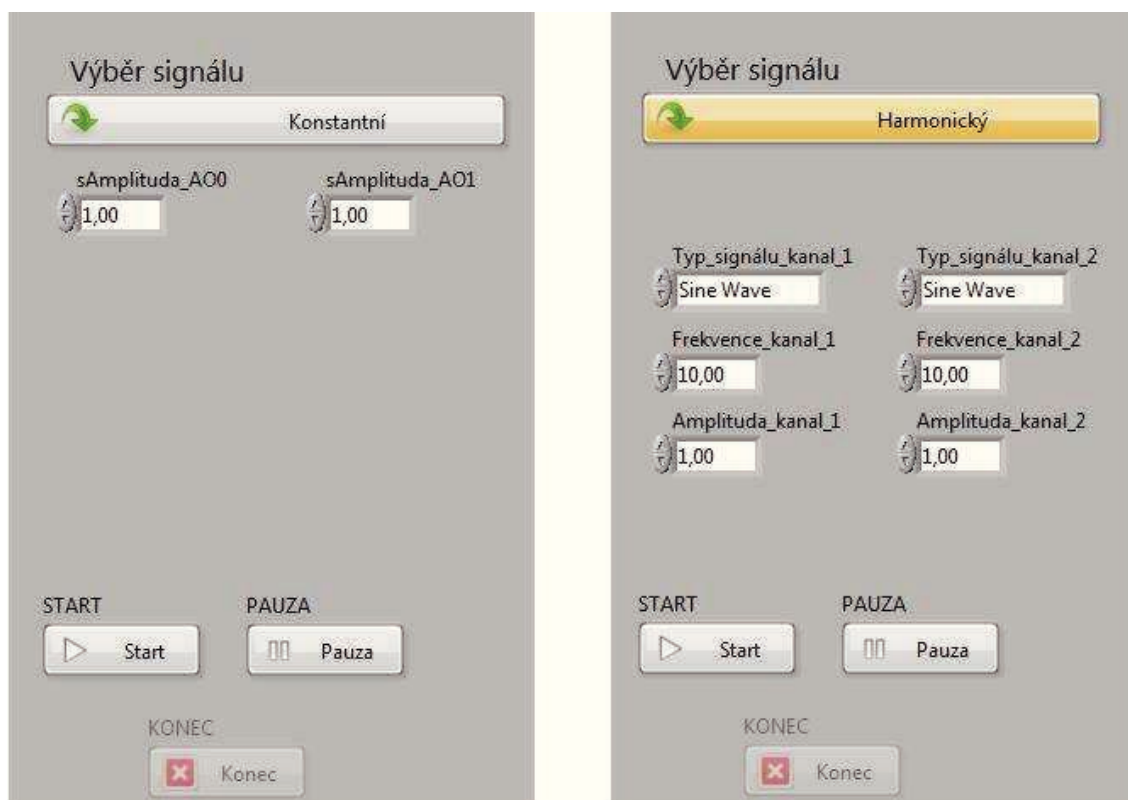 Výběr signálu
Konstantní
sAmplituda_AO0 sAmplituda_AO1
1,00 1,00
START PAUZA
Start Pauza
KONEC
Konec
Výběr signálu
Harmonický
Typ_signálu_kanal_1 Typ_signálu_kanal_2
Sine Wave Sine Wave
Frekvence_kanal_1 Frekvence_kanal_2
10,00 10,00
Amplituda_kanal_1 Amplituda_kanal_2
1,00 1,00
START PAUZA
Start Pauza
KONEC
Konec